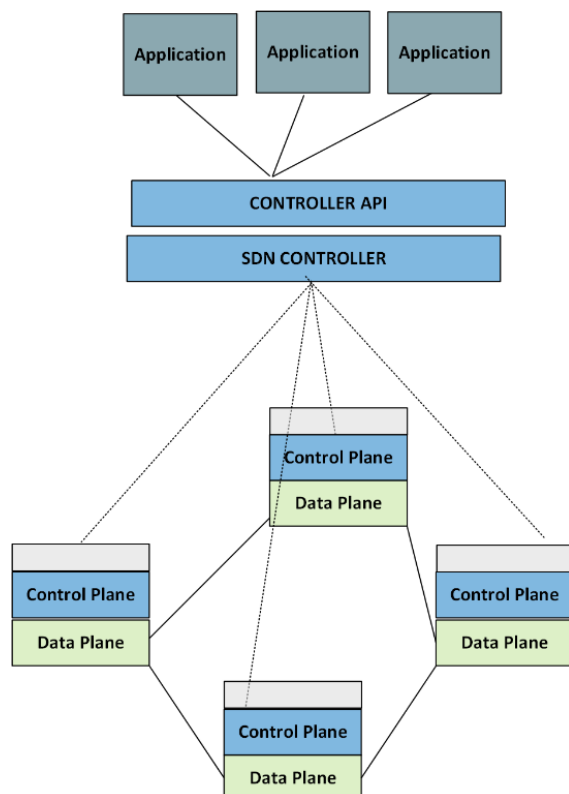 Application
Application
Application
CONTROLLER API
SDN CONTROLLER
Control Plane
Data Plane
Control Plane
Data Plane
Control Plane
Data Plane
Control Plane
Data Plane